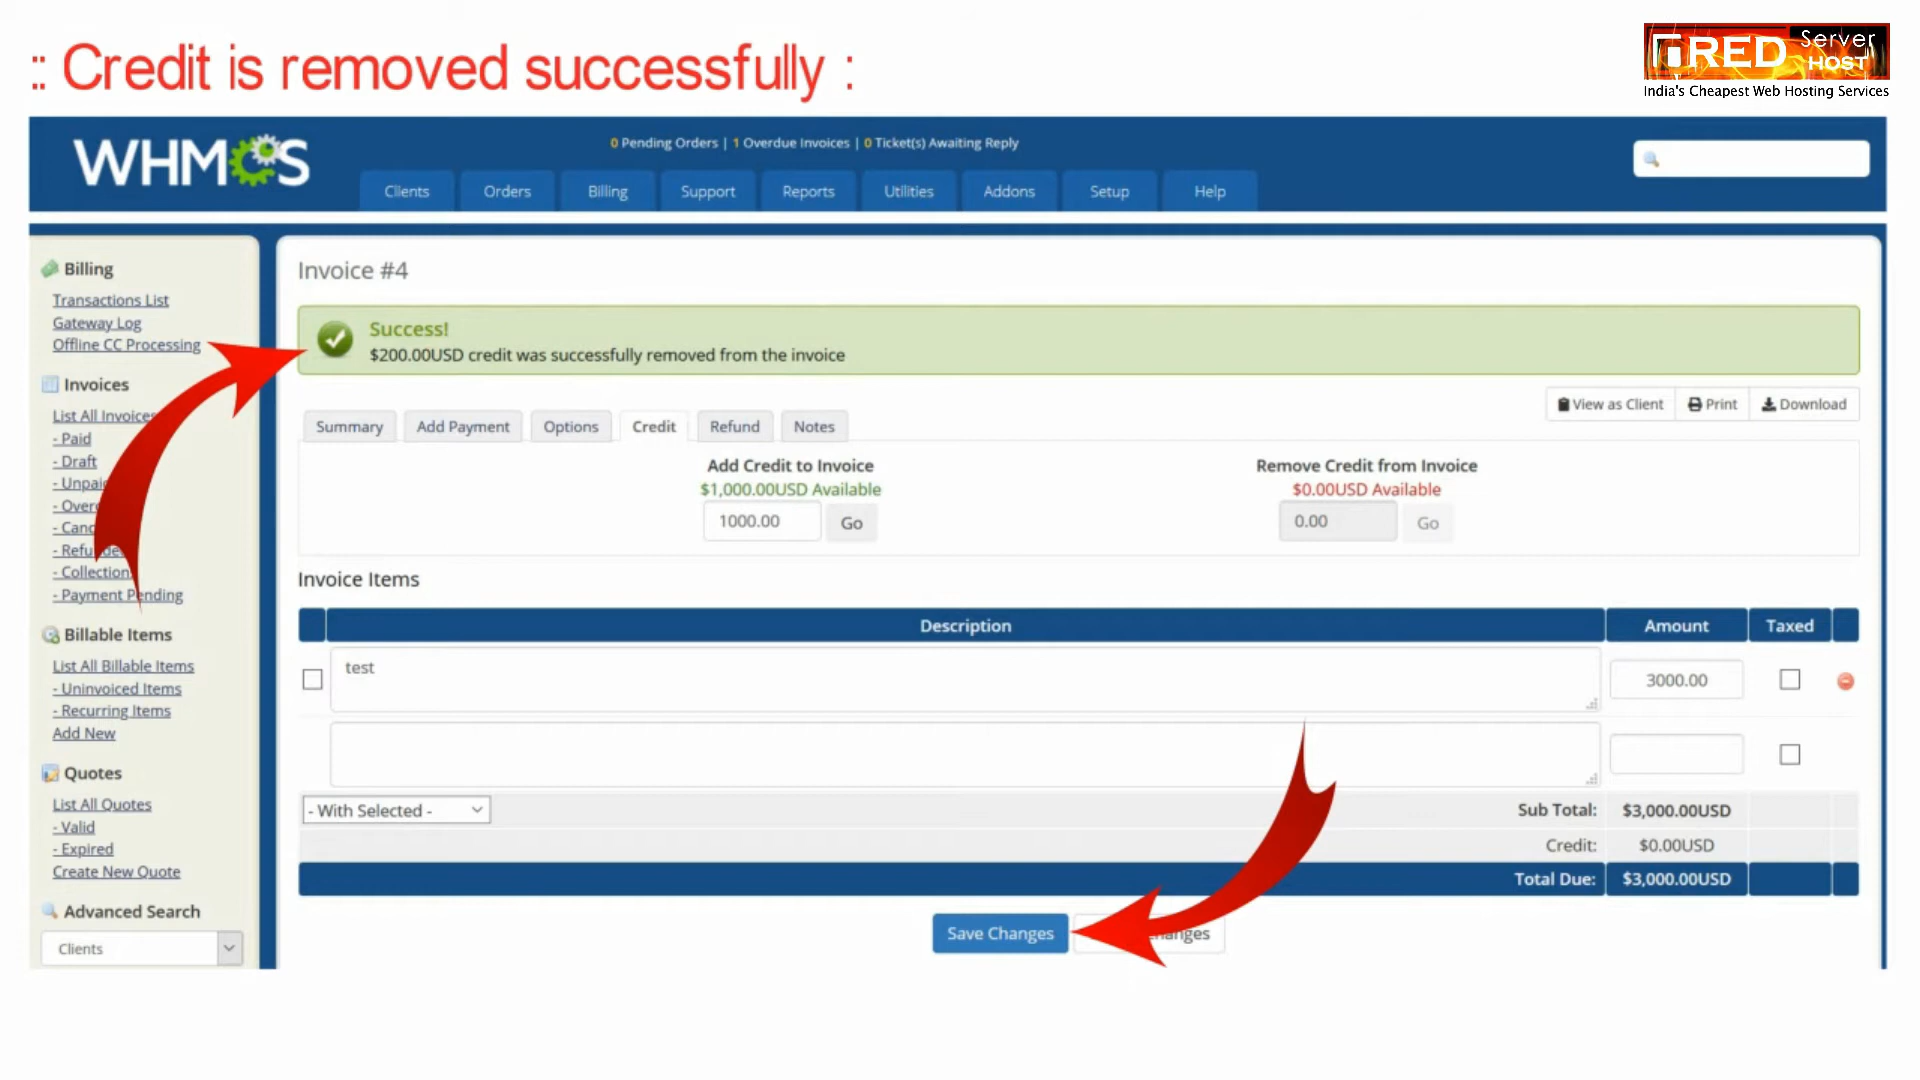 :: Credit is removed successfully :
RED Server HOST
India's Cheapest Web Hosting Services
WHMCS
0 Pending Orders | 1 Overdue Invoices | 0 Ticket(s) Awaiting Reply
Clients Orders Billing Support Reports Utilities Addons Setup Help
Billing
Transactions List
Gateway Log
Offline CC Processing
Invoices
List All Invoices
- Paid
- Draft
- Payment Pending
Billable Items
List All Billable Items
- Uninvoiced Items
- Recurring Items
Add New
Quotes
List All Quotes
- Valid
- Expired
Create New Quote
Advanced Search
Clients
Invoice #4
Success!
$200.00USD credit was successfully removed from the invoice
View as Client Print Download
Summary Add Payment Options Credit Refund Notes
Add Credit to Invoice
$1,000.00USD Available
1000.00 Go
Remove Credit from Invoice
$0.00USD Available
0.00 Go
Invoice Items
Description Amount Taxed
test 3000.00
- With Selected -
Sub Total: $3,000.00USD
Credit: $0.00USD
Total Due: $3,000.00USD
Save Changes